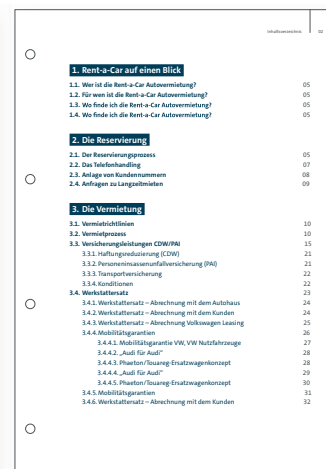 Inhaltsverzeichnis 02
1. Rent-a-Car auf einen Blick
1.1. Wer ist die Rent-a-Car Autovermietung? 05
1.2. Für wen ist die Rent-a-Car Autovermietung? 05
1.3. Wo finde ich die Rent-a-Car Autovermietung? 05
1.4. Wo finde ich die Rent-a-Car Autovermietung? 05
2. Die Reservierung
2.1. Der Reservierungsprozess 05
2.2. Das Telefonhandling 07
2.3. Anlage von Kundennummern 08
2.4. Anfragen zu Langzeitmieten 09
3. Die Vermietung
3.1. Vermietrichtlinien 10
3.2. Vermietprozess 10
3.3. Versicherungsleistungen CDW/PAI 15
3.3.1. Haftungsreduzierung (CDW) 21
3.3.2. Personeninsassenunfallversicherung (PAI) 21
3.3.3. Transportversicherung 22
3.3.4. Konditionen 22
3.4. Werkstattersatz 23
3.4.1. Werkstattersatz – Abrechnung mit dem Autohaus 24
3.4.2. Werkstattersatz – Abrechnung mit dem Kunden 24
3.4.3. Werkstattersatz – Abrechnung Volkswagen Leasing 25
3.4.4. Mobilitätsgarantien 26
3.4.4.1. Mobilitätsgarantie VW, VW Nutzfahrzeuge 27
3.4.4.2. „Audi für Audi“ 28
3.4.4.3. Phaeton/Touareg-Ersatzwagenkonzept 28
3.4.4.4. „Audi für Audi“ 29
3.4.4.5. Phaeton/Touareg-Ersatzwagenkonzept 30
3.4.5. Mobilitätsgarantien 31
3.4.6. Werkstattersatz – Abrechnung mit dem Kunden 32